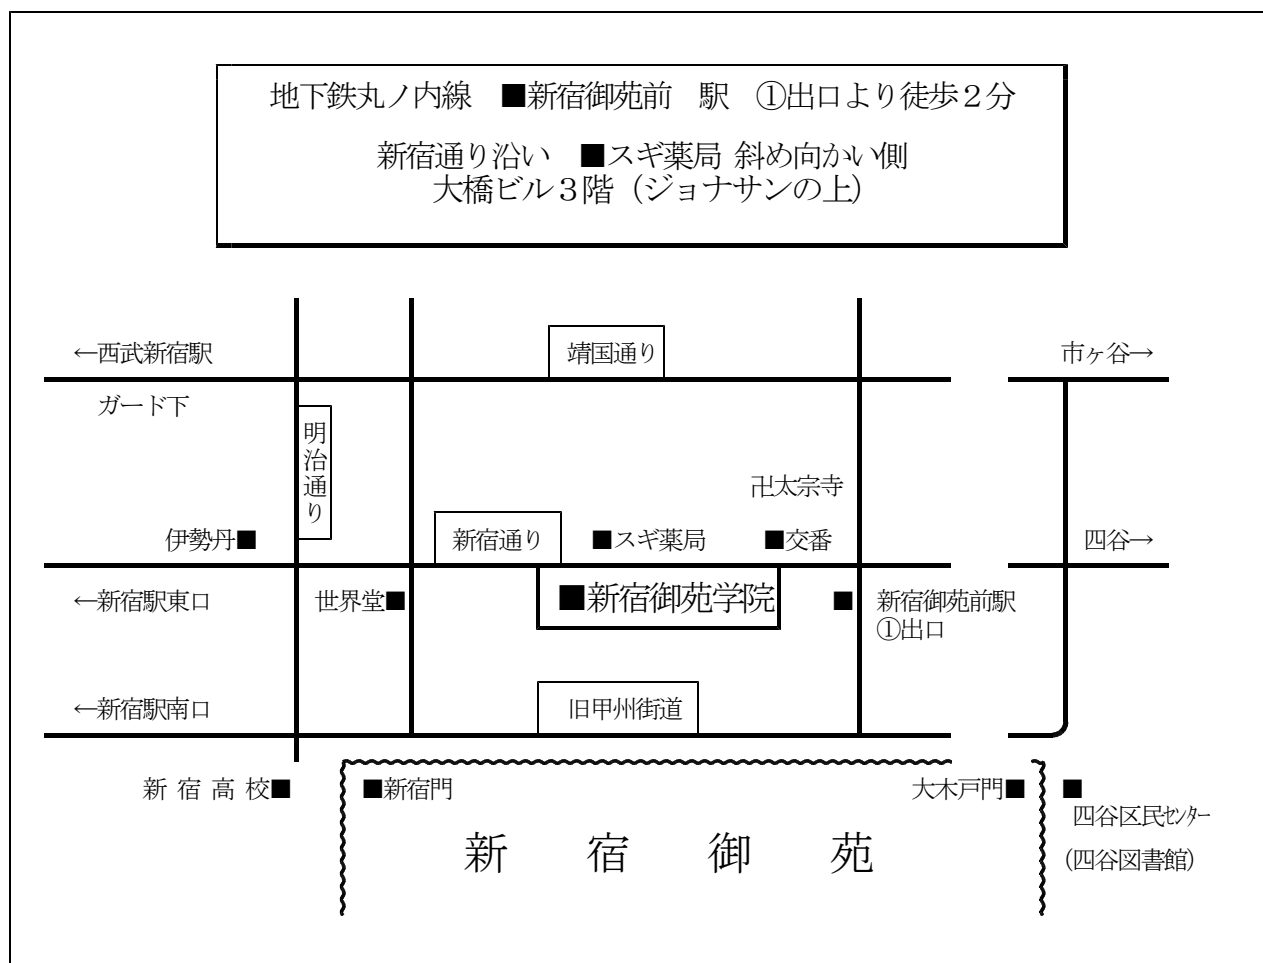 地下鉄丸ノ内線　■新宿御苑前　駅　①出口より徒歩２分
新宿通り沿い　■スギ薬局 斜め向かい側
大橋ビル３階（ジョナサンの上）
←西武新宿駅
靖国通り
市ヶ谷→
ガード下
明治通り
卍太宗寺
伊勢丹■
新宿通り
■スギ薬局
■交番
四谷→
←新宿駅東口
世界堂■
■新宿御苑学院
■ 新宿御苑前駅
①出口
←新宿駅南口
旧甲州街道
新 宿 高 校■
■新宿門
大木戸門■
■
四谷区民ｾﾝﾀｰ
(四谷図書館)
新　宿　御　苑